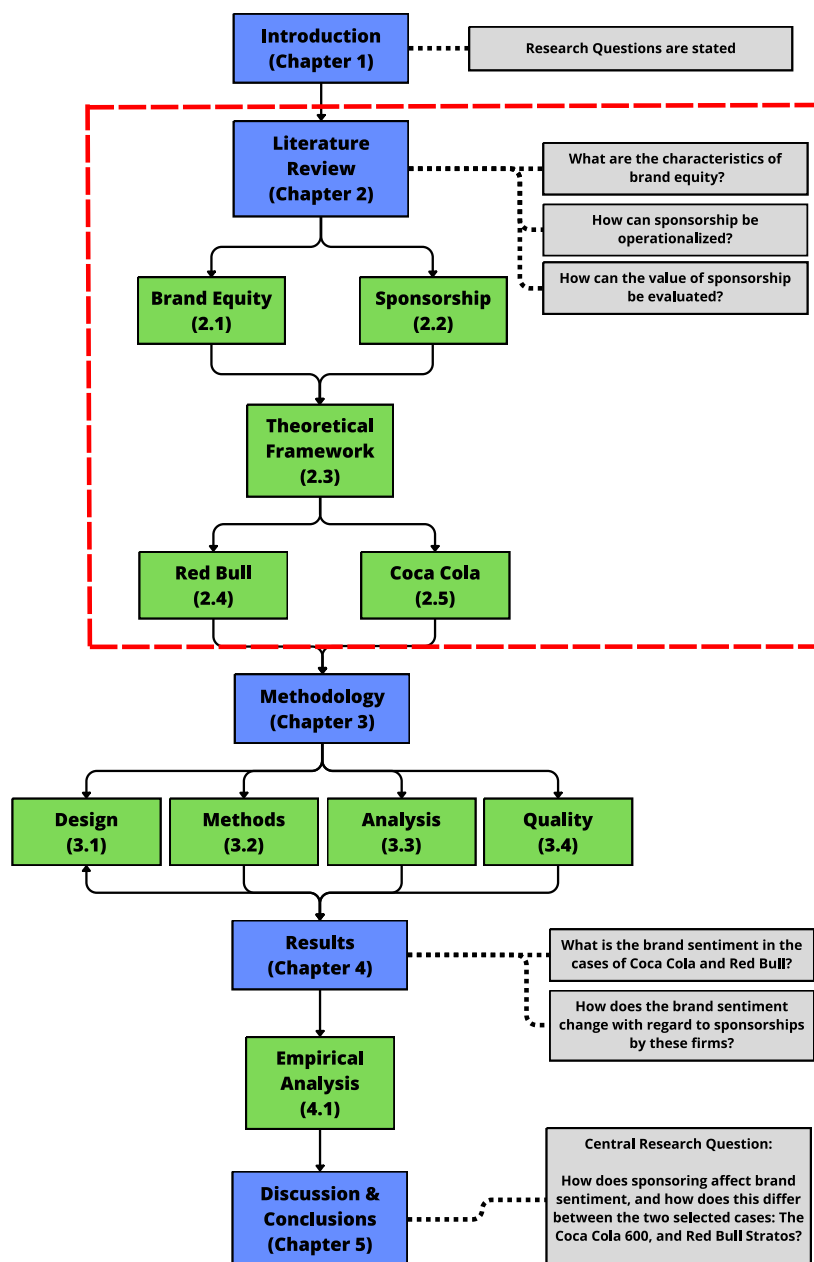 Introduction
(Chapter 1)
Research Questions are stated
Literature
Review
(Chapter 2)
What are the characteristics of
brand equity?
How can sponsorship be
operationalized?
How can the value of sponsorship
be evaluated?
Brand Equity
(2.1)
Sponsorship
(2.2)
Theoretical
Framework
(2.3)
Red Bull
(2.4)
Coca Cola
(2.5)
Methodology
(Chapter 3)
Design
(3.1)
Methods
(3.2)
Analysis
(3.3)
Quality
(3.4)
Results
(Chapter 4)
What is the brand sentiment in the
cases of Coca Cola and Red Bull?
How does the brand sentiment
change with regard to sponsorships
by these firms?
Empirical
Analysis
(4.1)
Discussion &
Conclusions
(Chapter 5)
Central Research Question:
How does sponsoring affect brand
sentiment, and how does this differ
between the two selected cases: The
Coca Cola 600, and Red Bull Stratos?